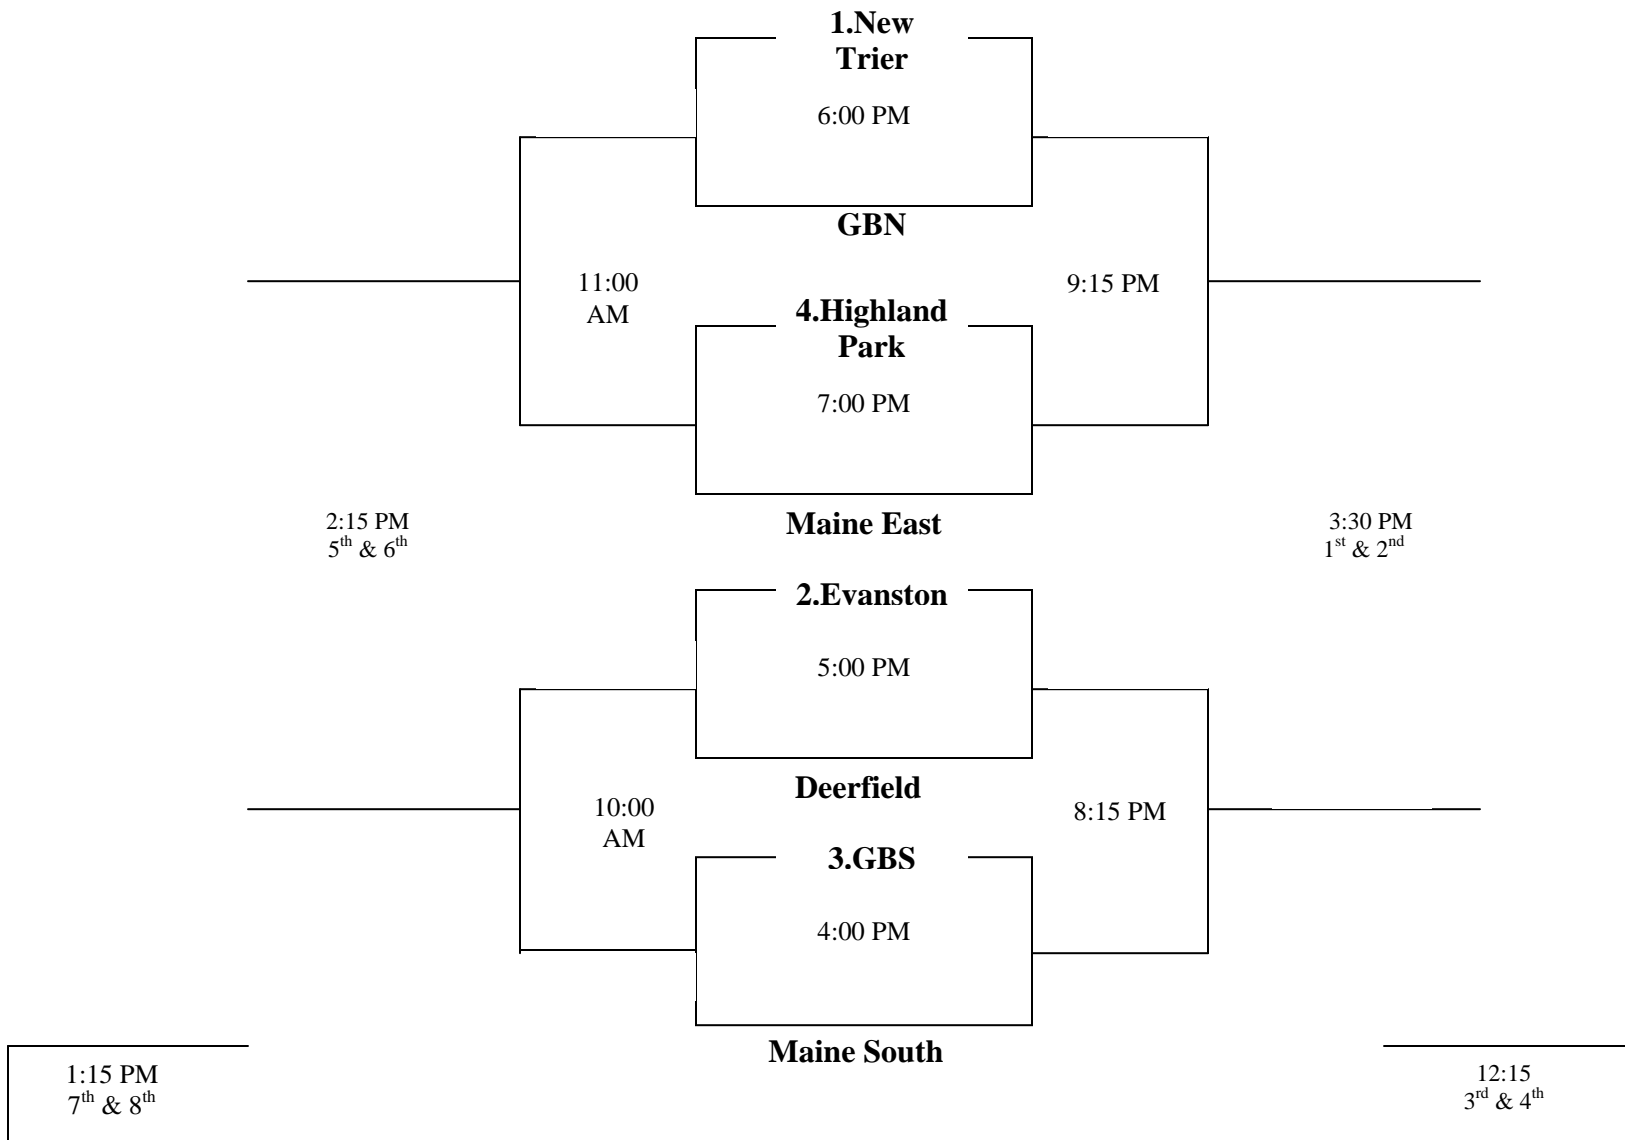 1.New
Trier
6:00 PM
GBN
11:00
AM
9:15 PM
4.Highland
Park
7:00 PM
Maine East
2:15 PM
5th & 6th
3:30 PM
1st & 2nd
2.Evanston
5:00 PM
Deerfield
10:00
AM
8:15 PM
3.GBS
4:00 PM
Maine South
1:15 PM
7th & 8th
12:15
3rd & 4th